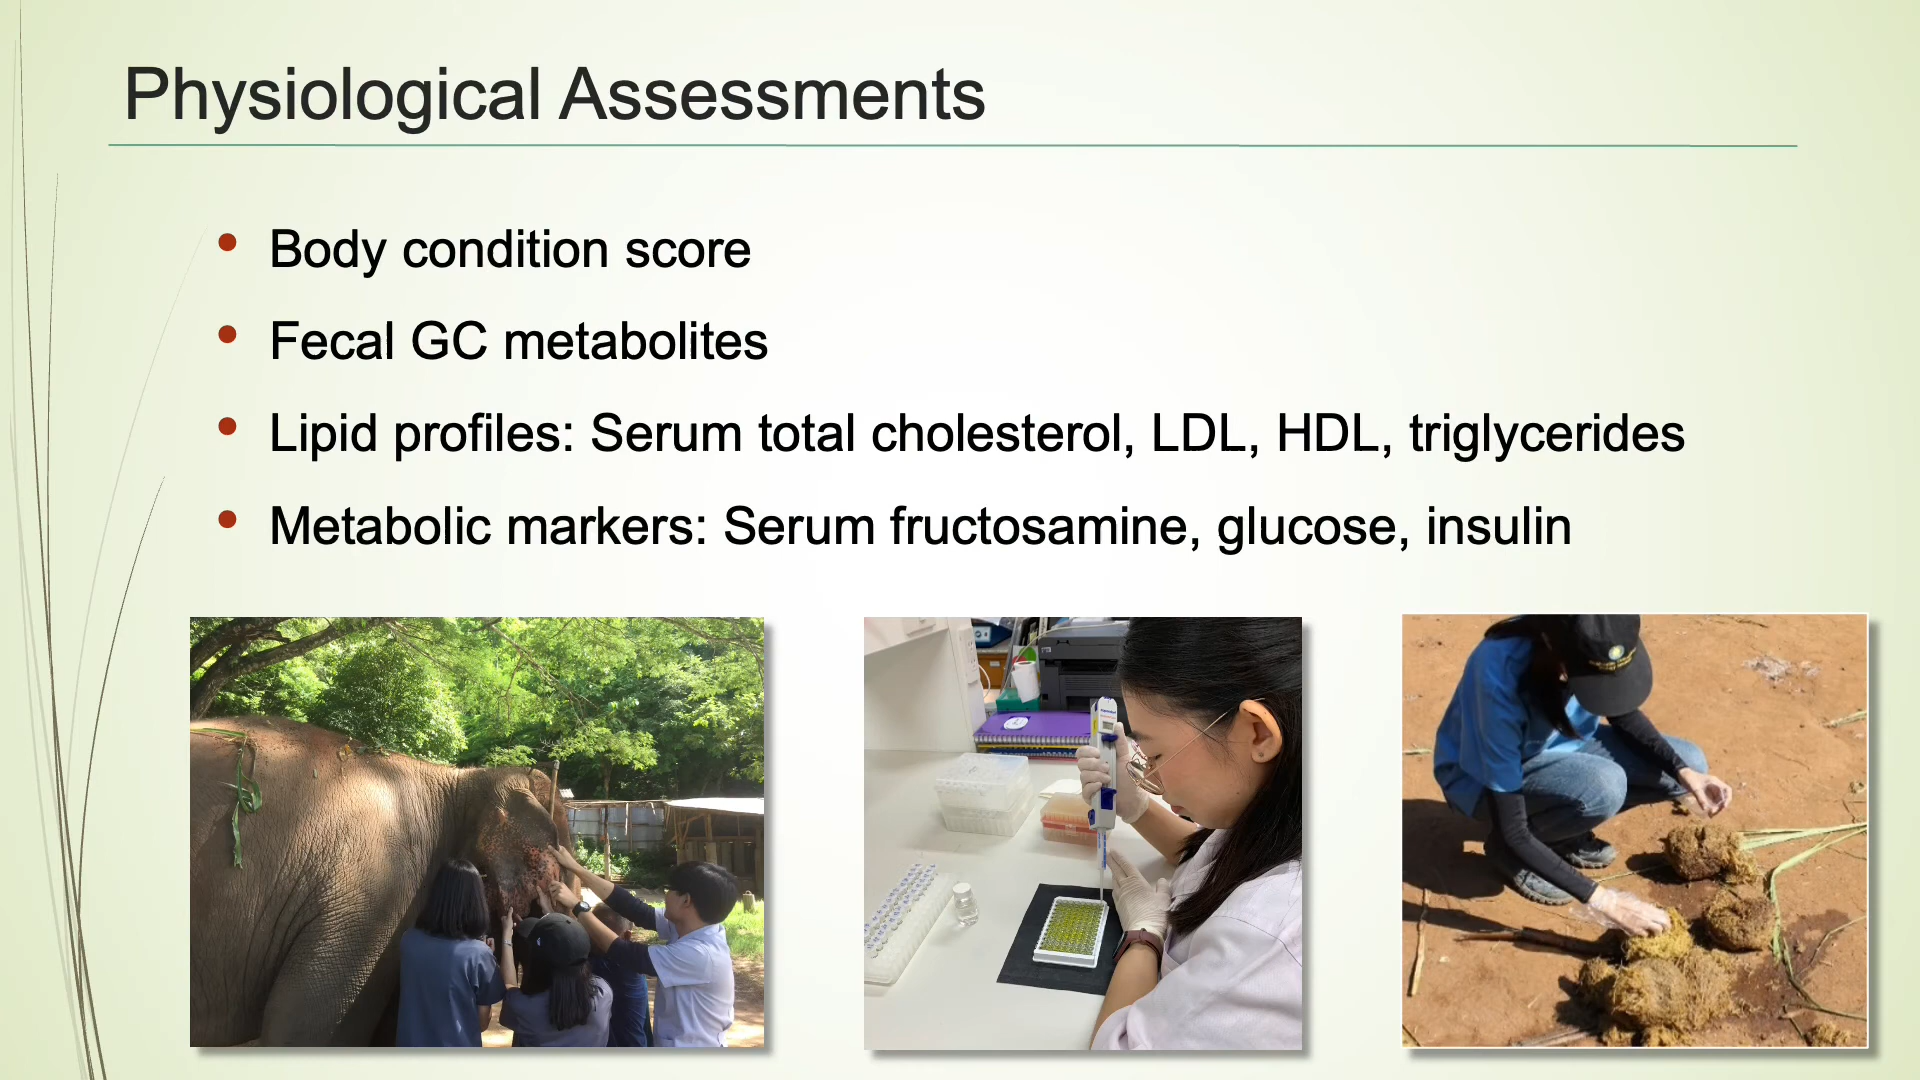 Physiological Assessments
• Body condition score
• Fecal GC metabolites
• Lipid profiles: Serum total cholesterol, LDL, HDL, triglycerides
• Metabolic markers: Serum fructosamine, glucose, insulin